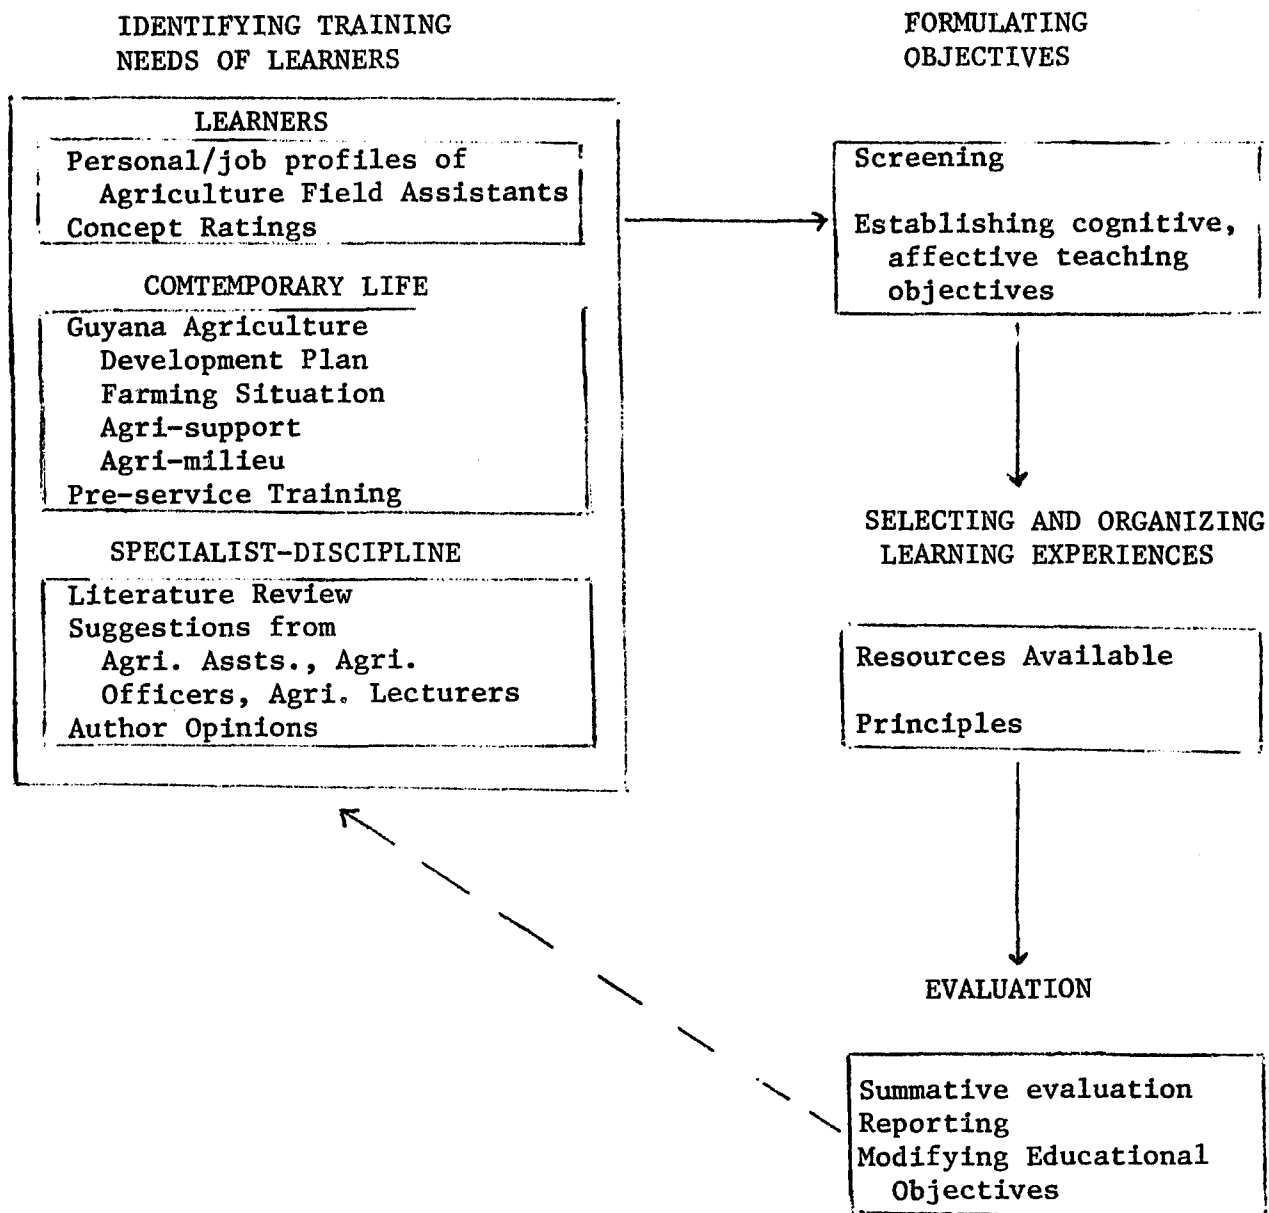 IDENTIFYING TRAINING
NEEDS OF LEARNERS
LEARNERS
Personal/job profiles of
Agriculture Field Assistants
Concept Ratings
COMTEMPORARY LIFE
Guyana Agriculture
Development Plan
Farming Situation
Agri-support
Agri-milieu
Pre-service Training
SPECIALIST-DISCIPLINE
Literature Review
Suggestions from
Agri. Assts., Agri.
Officers, Agri. Lecturers
Author Opinions
FORMULATING
OBJECTIVES
Screening
Establishing cognitive,
affective teaching
objectives
SELECTING AND ORGANIZING
LEARNING EXPERIENCES
Resources Available
Principles
EVALUATION
Summative evaluation
Reporting
Modifying Educational
Objectives